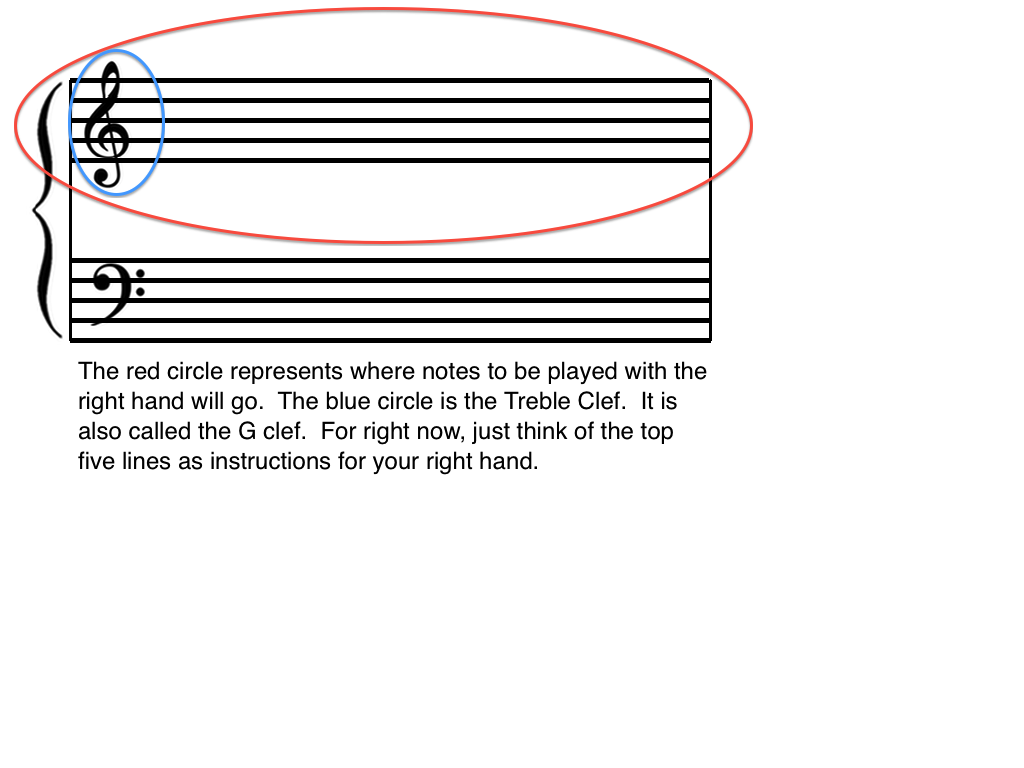 The red circle represents where notes to be played with the
right hand will go.  The blue circle is the Treble Clef.  It is
also called the G clef.  For right now, just think of the top
five lines as instructions for your right hand.